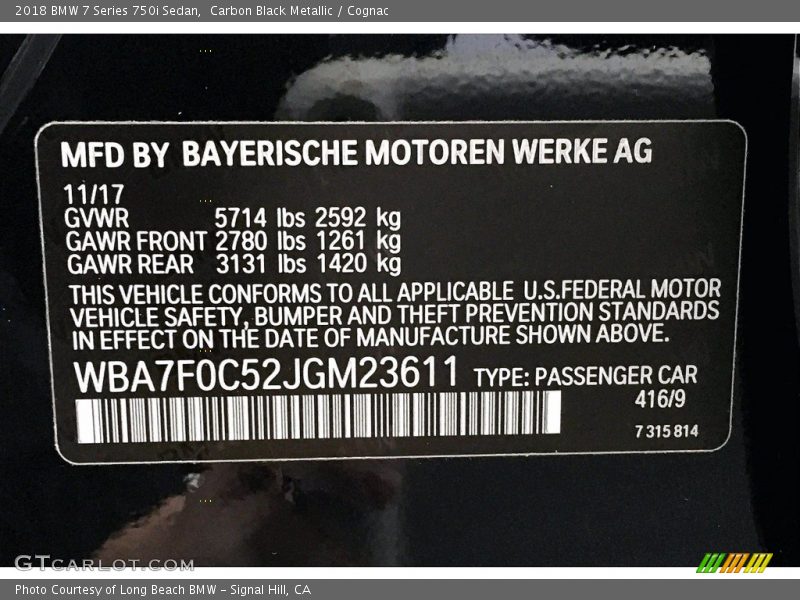 2018 BMW 7 Series 750i Sedan,  Carbon Black Metallic / Cognac
MFD BY BAYERISCHE MOTOREN WERKE AG
11/17
GVWR 5714 lbs 2592 kg
GAWR FRONT 2780 lbs 1261 kg
GAWR REAR 3131 lbs 1420 kg
THIS VEHICLE CONFORMS TO ALL APPLICABLE U.S.FEDERAL MOTOR
VEHICLE SAFETY, BUMPER AND THEFT PREVENTION STANDARDS
IN EFFECT ON THE DATE OF MANUFACTURE SHOWN ABOVE.
WBA7F0C52JGM23611 TYPE: PASSENGER CAR
416/9
7 315 814
GTCARLOT.COM
Photo Courtesy of Long Beach BMW - Signal Hill, CA